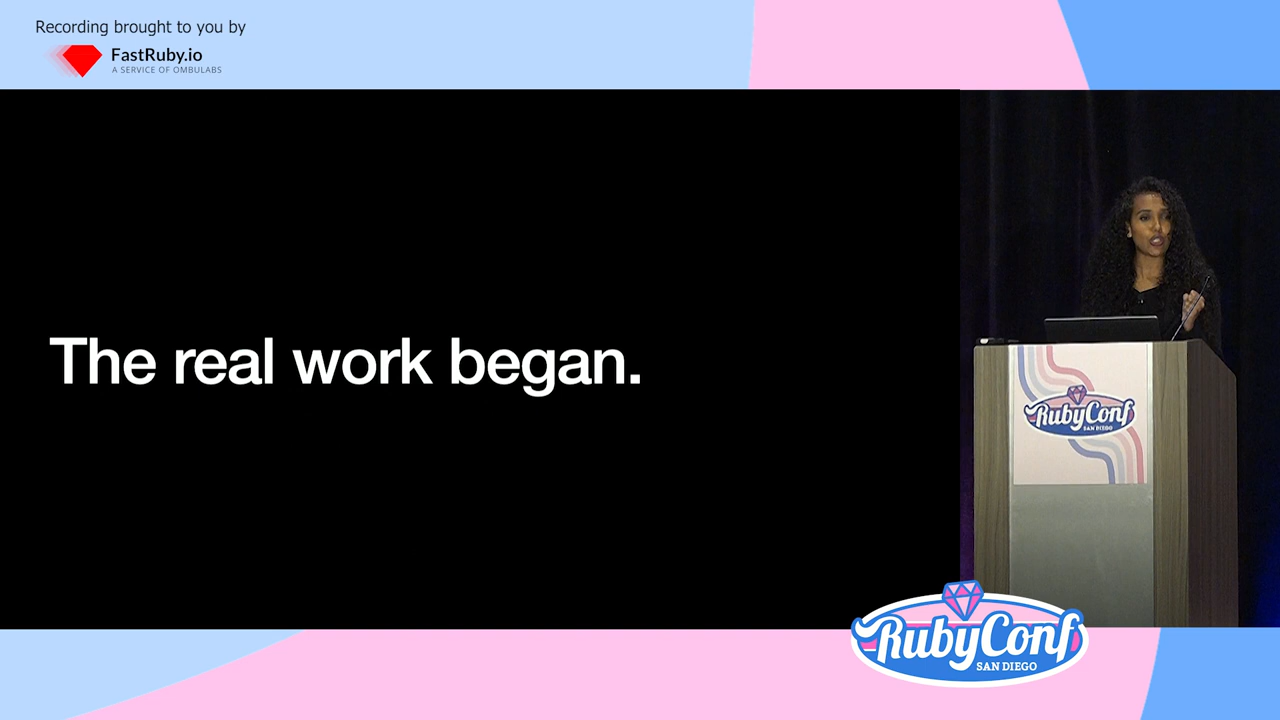 Recording brought to you by
FastRuby.io
A SERVICE OF OMBULABS
The real work began.
RubyConf
SAN DIEGO
RubyConf
SAN DIEGO